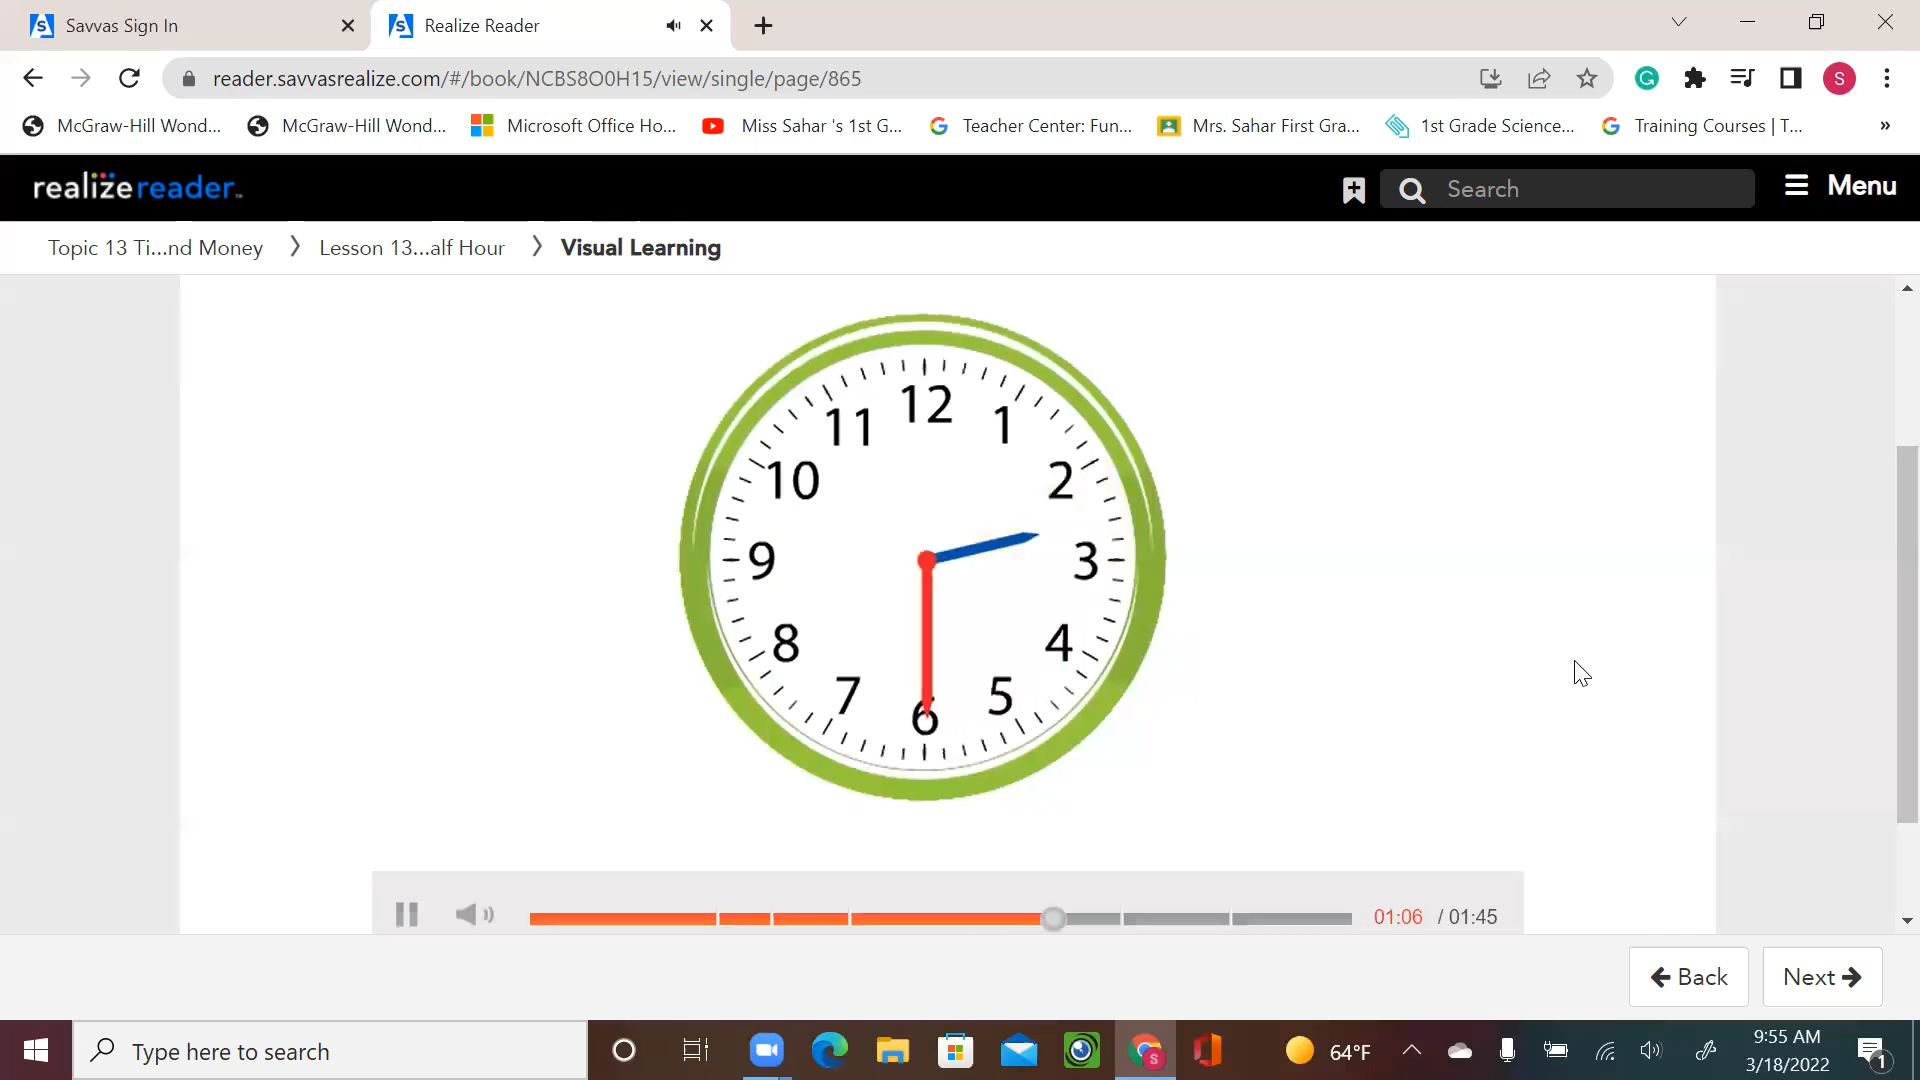 Savvas Sign In
Realize Reader
reader.savvasrealize.com/#/book/NCBS8O0H15/view/single/page/865
S
McGraw-Hill Wond...
McGraw-Hill Wond...
Microsoft Office Ho...
Miss Sahar 's 1st G...
Teacher Center: Fun...
Mrs. Sahar First Gra...
1st Grade Science...
Training Courses | T...
»
realize reader
Search
Menu
Topic 13 Ti...nd Money
Lesson 13...alf Hour
Visual Learning
12
11
1
10
2
9
3
8
4
7
5
6
01:06 / 01:45
Back
Next
Type here to search
64°F
9:55 AM
3/18/2022
1